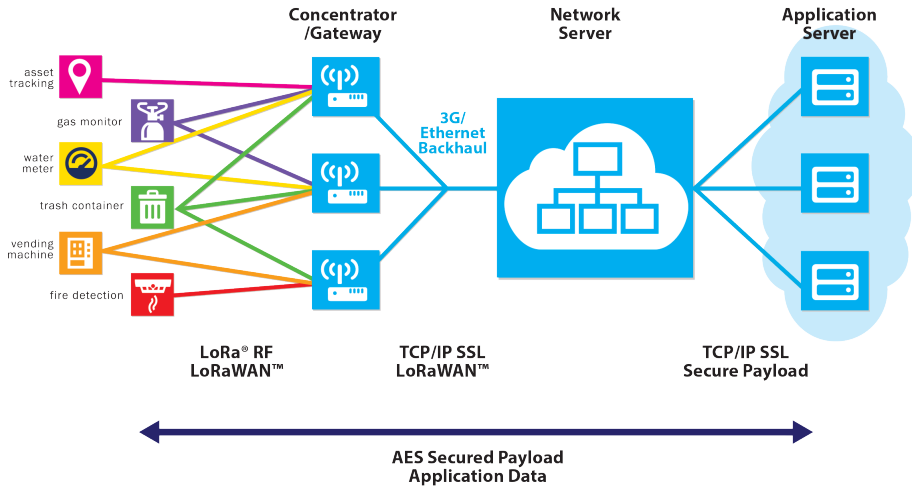 Concentrator
/Gateway
Network
Server
Application
Server
asset
tracking
gas monitor
water
meter
trash container
vending
machine
fire detection
3G/
Ethernet
Backhaul
LoRa® RF
LoRaWAN™
TCP/IP SSL
LoRaWAN™
TCP/IP SSL
Secure Payload
AES Secured Payload
Application Data